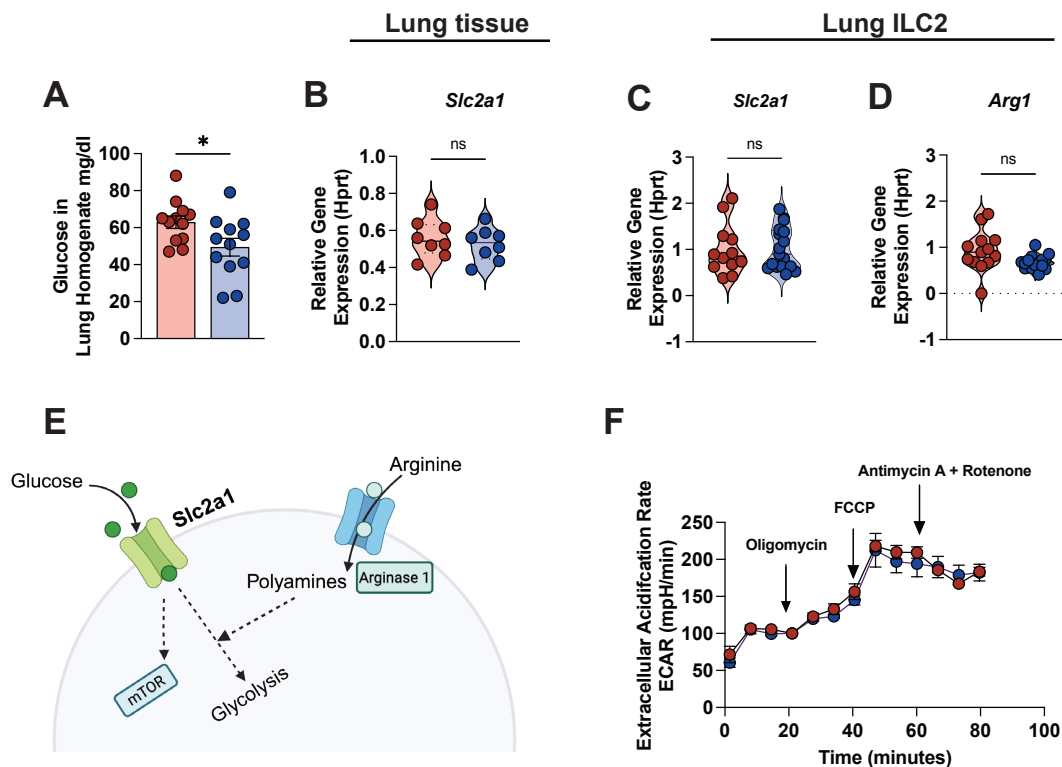 Lung tissue
Lung ILC2
A
Glucose in
Lung Homogenate mg/dl
100
80
60
40
20
0
*
B
Slc2a1
Relative Gene
Expression (Hprt)
1.0
0.8
0.6
0.4
0.2
0.0
ns
C
Slc2a1
Relative Gene
Expression (Hprt)
3
2
1
0
-1
ns
D
Arg1
Relative Gene
Expression (Hprt)
3
2
1
0
-1
ns
E
Glucose
Slc2a1
Arginine
Polyamines
Arginase 1
mTOR
Glycolysis
F
Extracellular Acidifcation Rate
ECAR (mpH/min)
250
200
150
100
50
0
Oligomycin
FCCP
Antimycin A + Rotenone
0
20
40
60
80
100
Time (minutes)